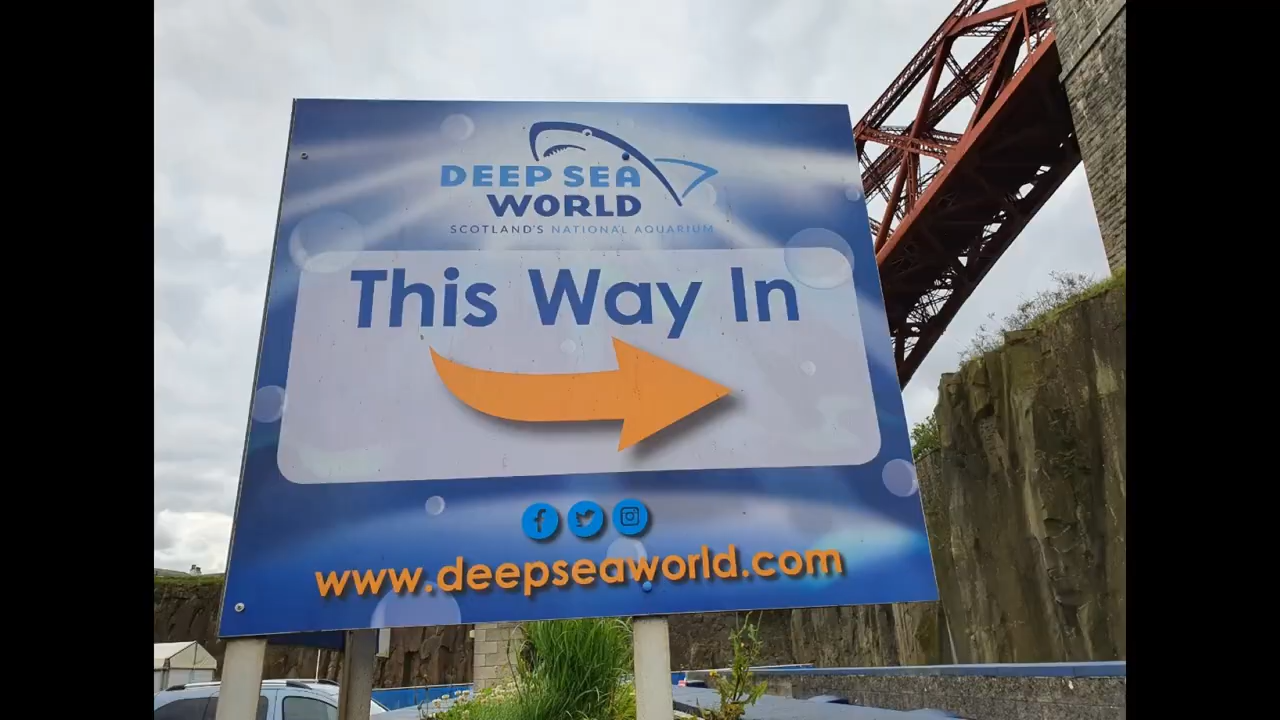 DEEP SEA
WORLD
SCOTLAND'S NATIONAL AQUARIUM
This Way In
www.deepseaworld.com